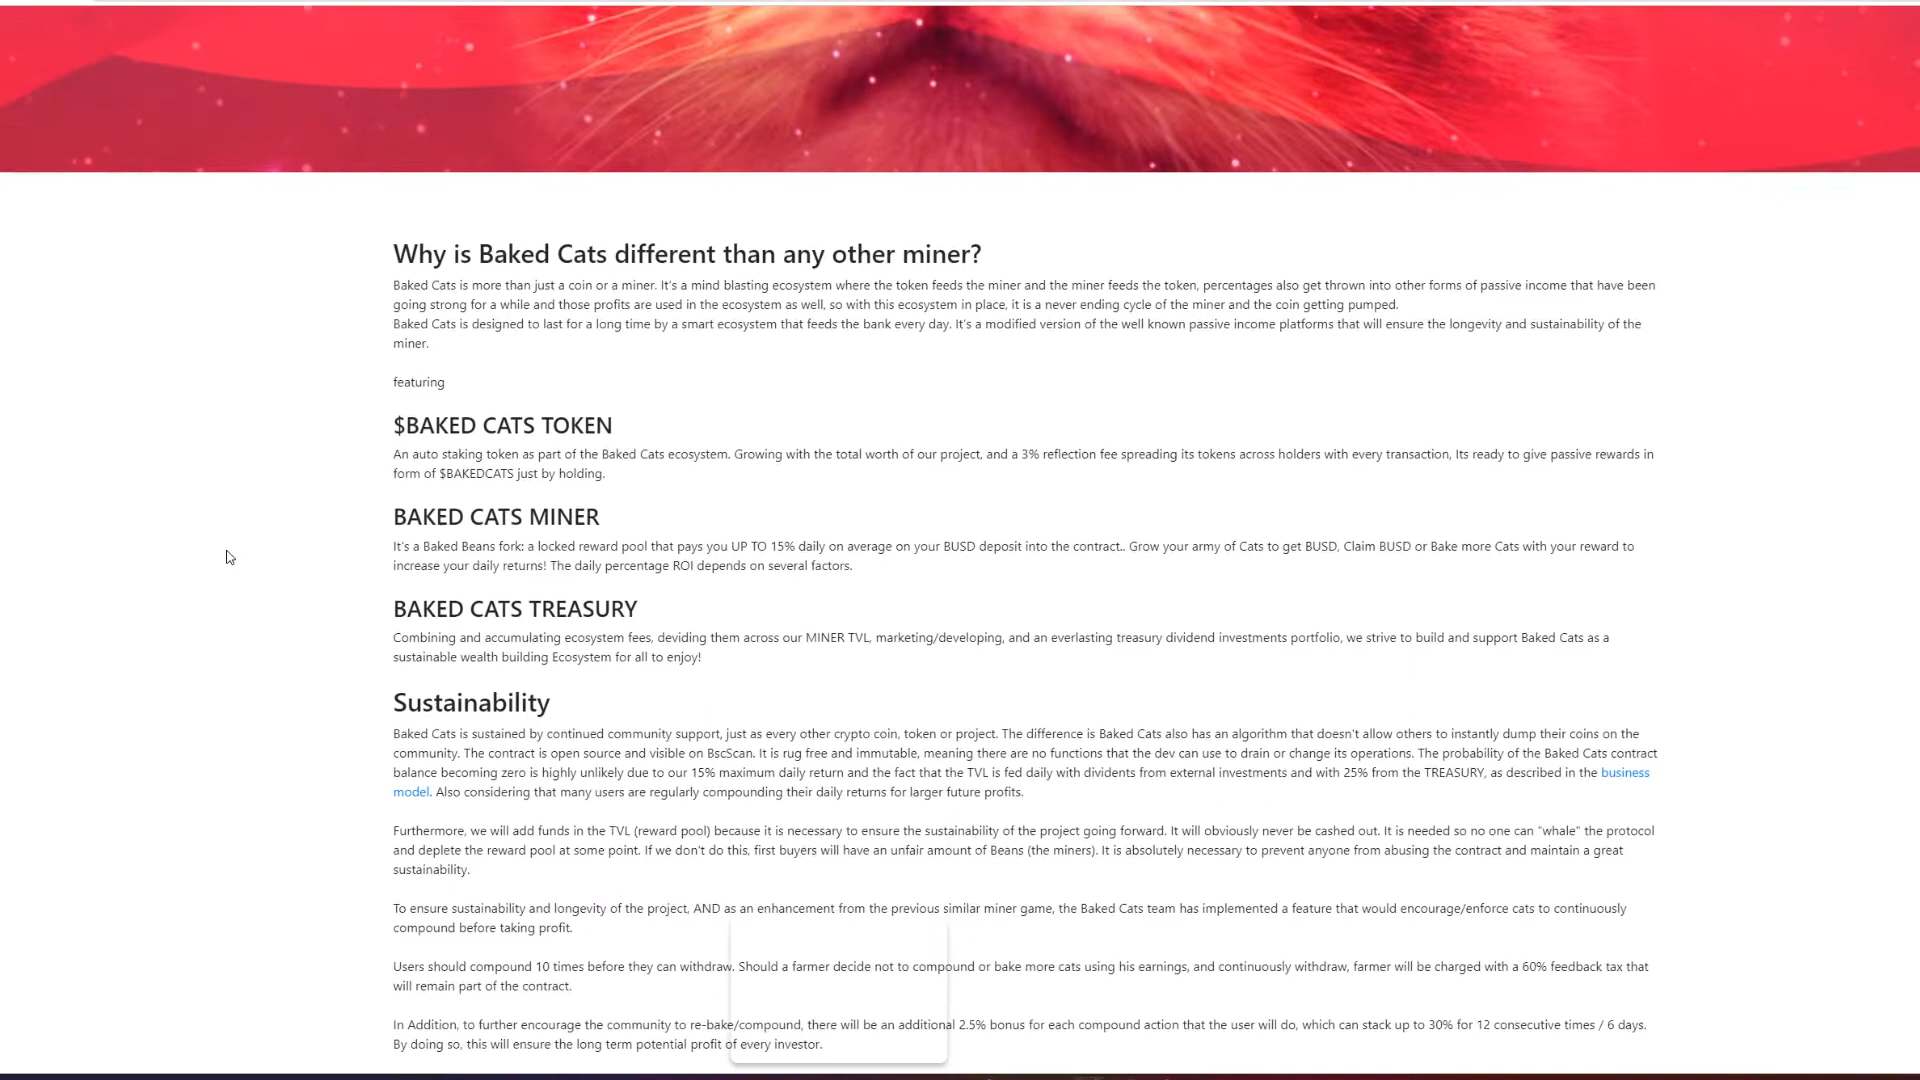 Why is Baked Cats different than any other miner?
Baked Cats is more than just a coin or a miner. It's a mind blasting ecosystem where the token feeds the miner and the miner feeds the token, percentages also get thrown into other forms of passive income that have been
going strong for a while and those profits are used in the ecosystem as well, so with this ecosystem in place, it is a never ending cycle of the miner and the coin getting pumped.
Baked Cats is designed to last for a long time by a smart ecosystem that feeds the bank every day. It's a modified version of the well known passive income platforms that will ensure the longevity and sustainability of the
miner.
featuring
$BAKED CATS TOKEN
An auto staking token as part of the Baked Cats ecosystem. Growing with the total worth of our project, and a 3% reflection fee spreading its tokens across holders with every transaction, Its ready to give passive rewards in
form of $BAKEDCATS just by holding.
BAKED CATS MINER
It's a Baked Beans fork: a locked reward pool that pays you UP TO 15% daily on average on your BUSD deposit into the contract.. Grow your army of Cats to get BUSD, Claim BUSD or Bake more Cats with your reward to
increase your daily returns! The daily percentage ROI depends on several factors.
BAKED CATS TREASURY
Combining and accumulating ecosystem fees, deviding them across our MINER TVL, marketing/developing, and an everlasting treasury dividend investments portfolio, we strive to build and support Baked Cats as a
sustainable wealth building Ecosystem for all to enjoy!
Sustainability
Baked Cats is sustained by continued community support, just as every other crypto coin, token or project. The difference is Baked Cats also has an algorithm that doesn't allow others to instantly dump their coins on the
community. The contract is open source and visible on BscScan. It is rug free and immutable, meaning there are no functions that the dev can use to drain or change its operations. The probability of the Baked Cats contract
balance becoming zero is highly unlikely due to our 15% maximum daily return and the fact that the TVL is fed daily with dividents from external investments and with 25% from the TREASURY, as described in the business
model. Also considering that many users are regularly compounding their daily returns for larger future profits.
Furthermore, we will add funds in the TVL (reward pool) because it is necessary to ensure the sustainability of the project going forward. It will obviously never be cashed out. It is needed so no one can "whale" the protocol
and deplete the reward pool at some point. If we don't do this, first buyers will have an unfair amount of Beans (the miners). It is absolutely necessary to prevent anyone from abusing the contract and maintain a great
sustainability.
To ensure sustainability and longevity of the project, AND as an enhancement from the previous similar miner game, the Baked Cats team has implemented a feature that would encourage/enforce cats to continuously
compound before taking profit.
Users should compound 10 times before they can withdraw. Should a farmer decide not to compound or bake more cats using his earnings, and continuously withdraw, farmer will be charged with a 60% feedback tax that
will remain part of the contract.
In Addition, to further encourage the community to re-bake/compound, there will be an additional 2.5% bonus for each compound action that the user will do, which can stack up to 30% for 12 consecutive times / 6 days.
By doing so, this will ensure the long term potential profit of every investor.